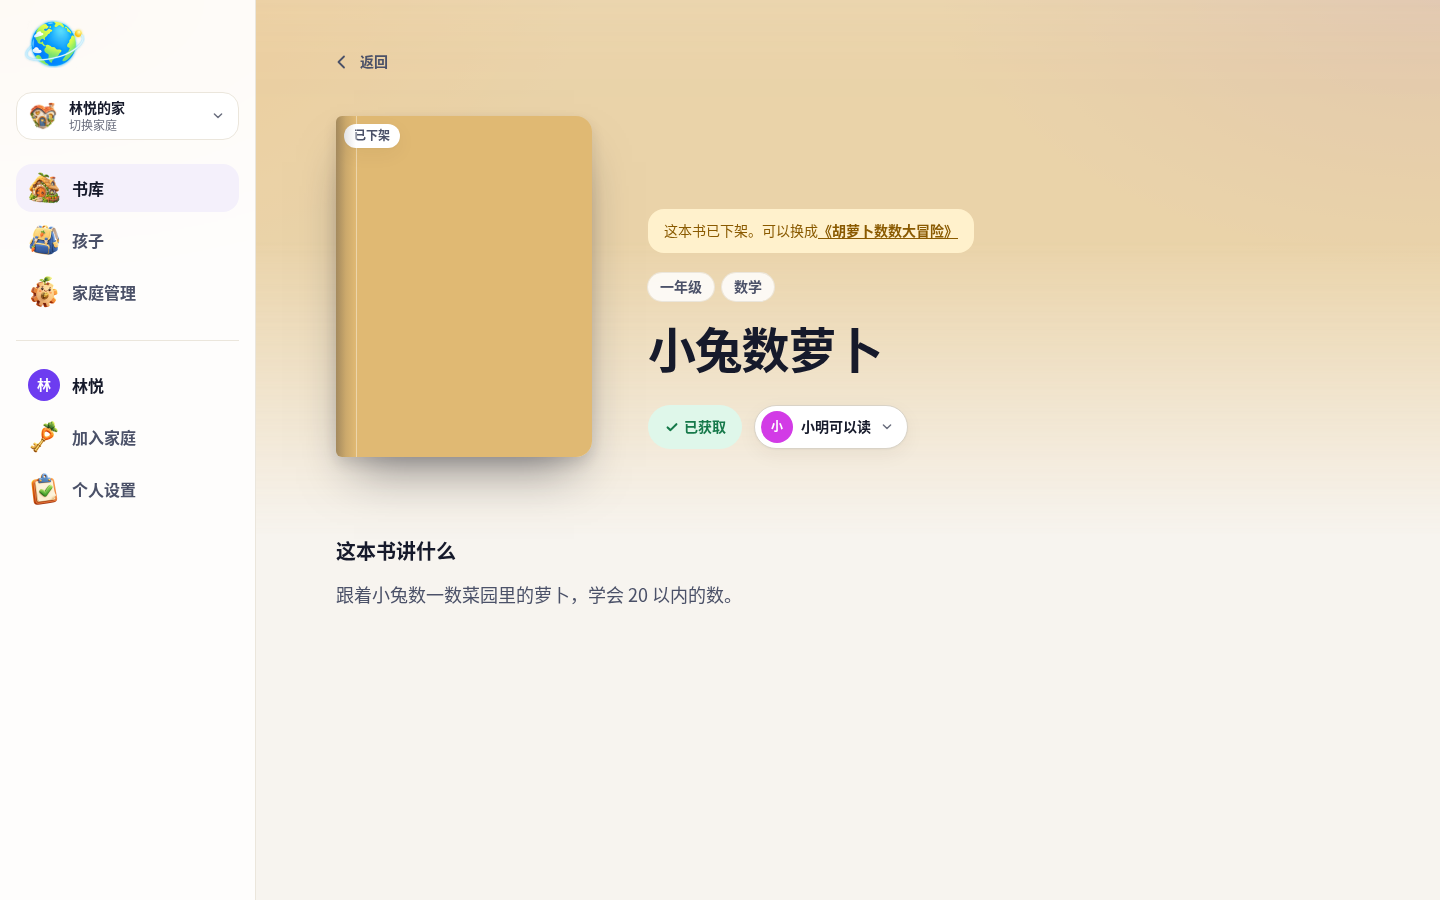 林悦的家
切换家庭
书库
孩子
家庭管理
林
林悦
加入家庭
个人设置
返回
已下架
这本书已下架。可以换成《胡萝卜数数大冒险》
一年级
数学
小兔数萝卜
已获取
小
小明可以读
这本书讲什么
跟着小兔数一数菜园里的萝卜，学会 20 以内的数。